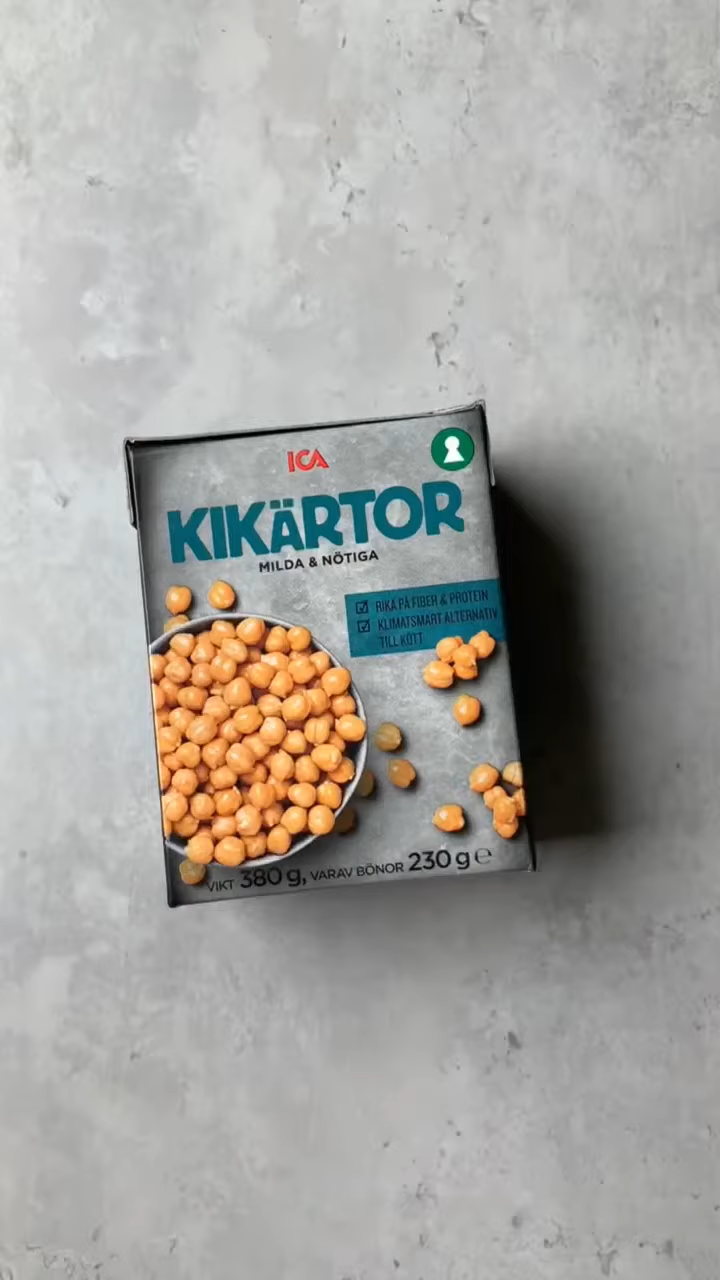 ICA
KIKÄRTOR
MILDA & NÖTIGA
RIKA PÅ FIBER & PROTEIN
KLIMATSMART ALTERNATIV
TILL KÖTT
VIKT 380 g, VARAV BÖNOR 230 g ℮